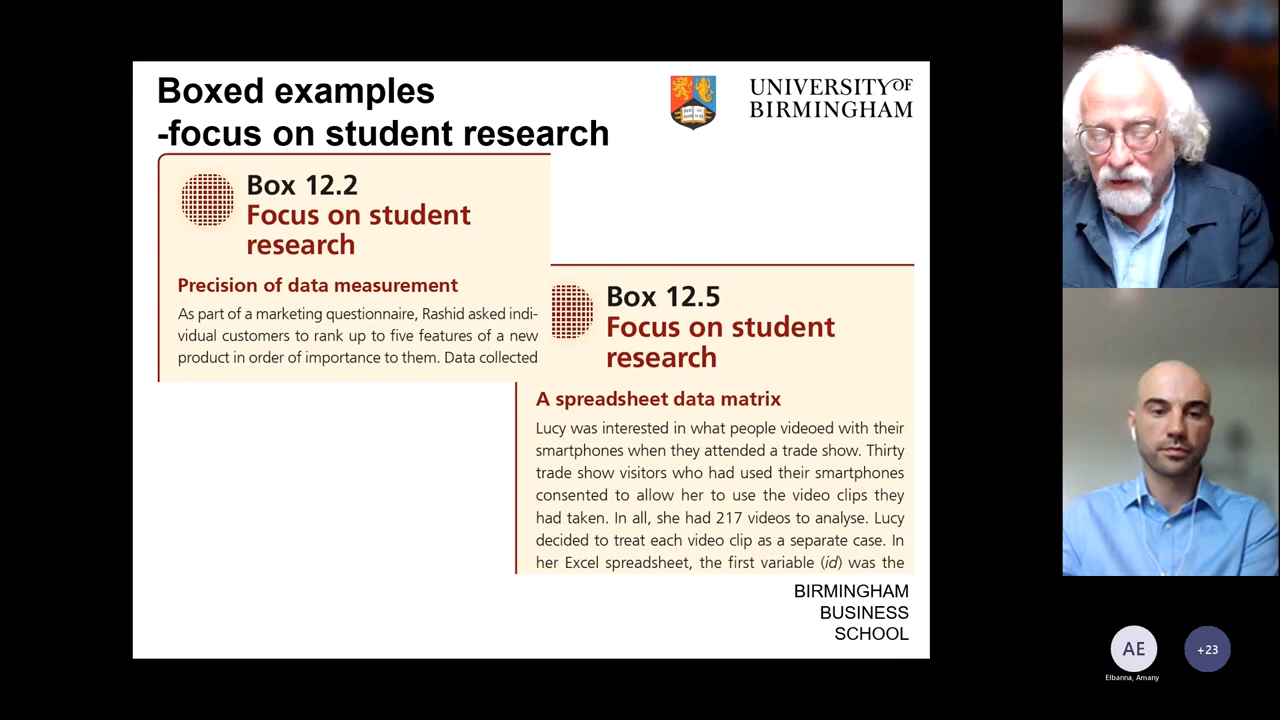 Boxed examples
-focus on student research
UNIVERSITY OF
BIRMINGHAM
Box 12.2
Focus on student
research
Precision of data measurement
As part of a marketing questionnaire, Rashid asked indi-
vidual customers to rank up to five features of a new
product in order of importance to them. Data collected
Box 12.5
Focus on student
research
A spreadsheet data matrix
Lucy was interested in what people videoed with their
smartphones when they attended a trade show. Thirty
trade show visitors who had used their smartphones
consented to allow her to use the video clips they
had taken. In all, she had 217 videos to analyse. Lucy
decided to treat each video clip as a separate case. In
her Excel spreadsheet, the first variable (id) was the
BIRMINGHAM
BUSINESS
SCHOOL
AE
+23
Elbanna, Amany